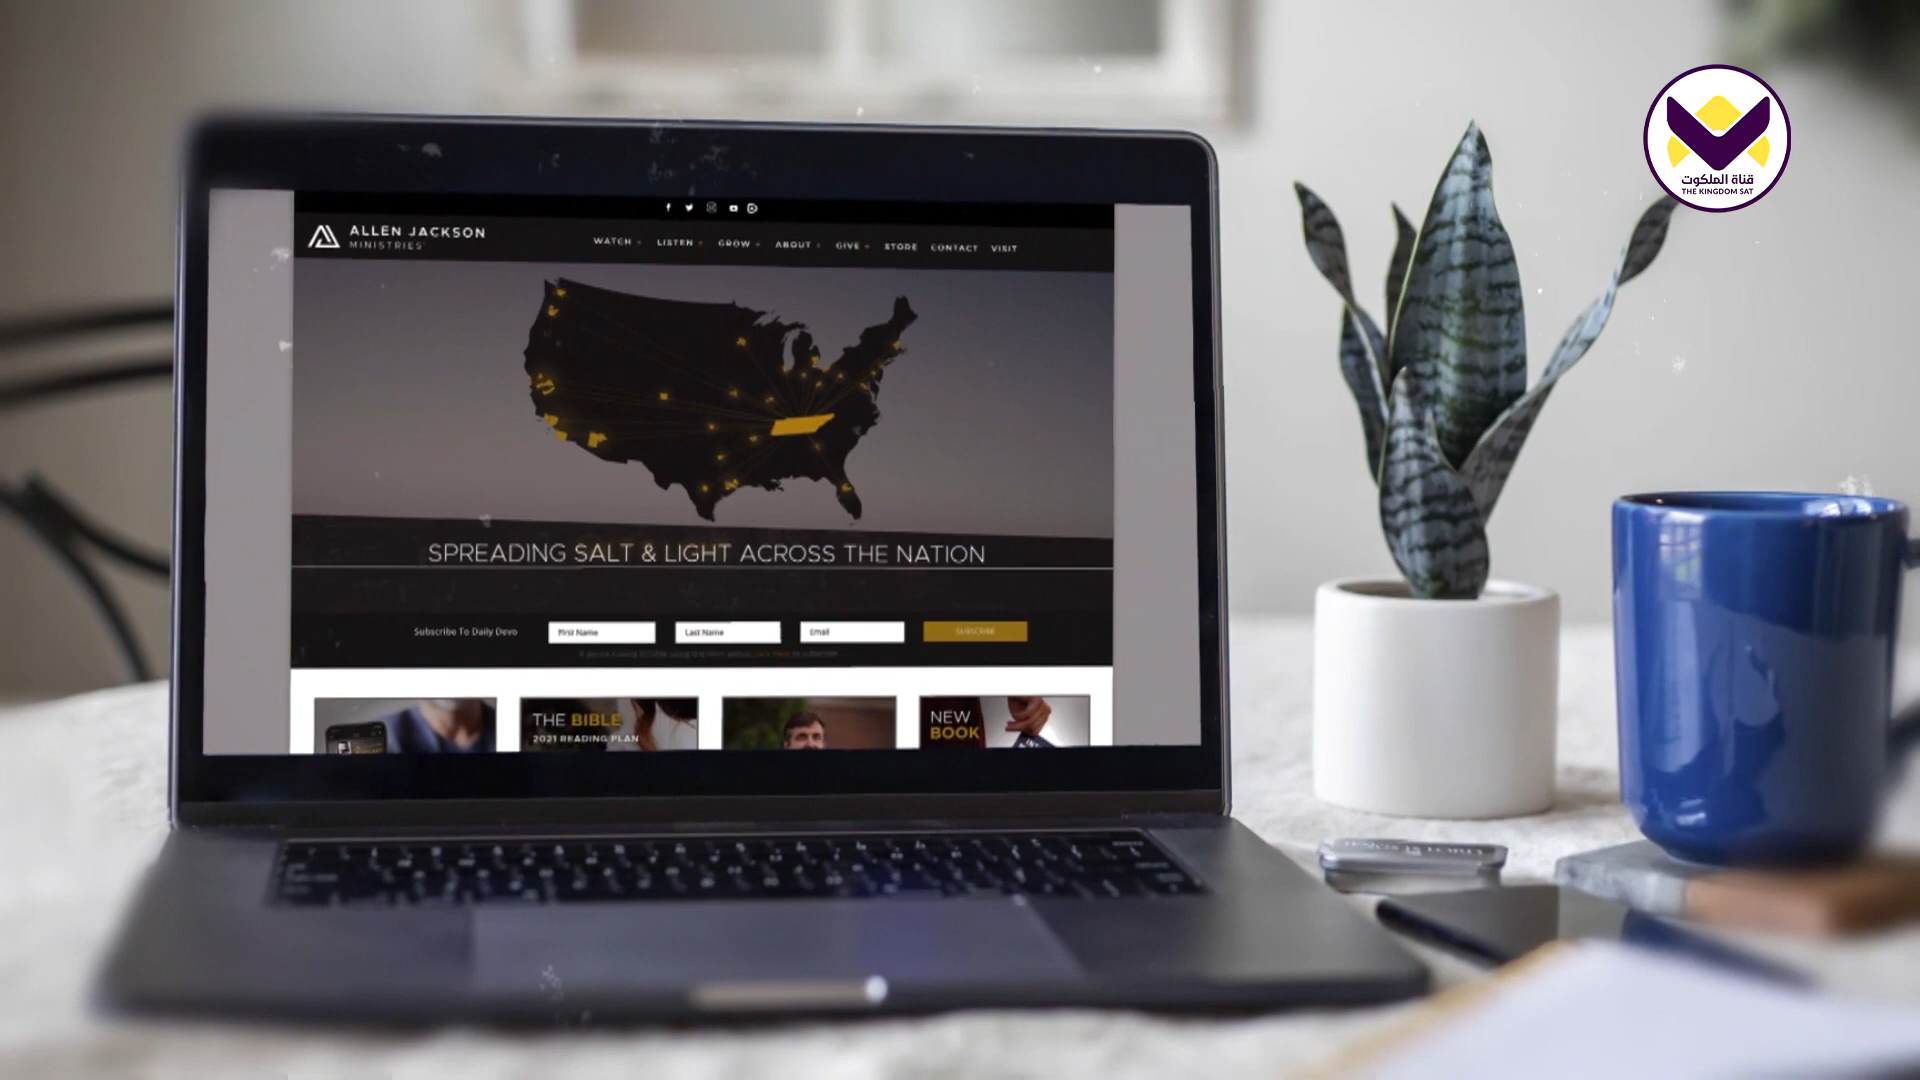 قناة الملكوت
THE KINGDOM SAT
ALLEN JACKSON
MINISTRIES
WATCH
LISTEN
GROW
ABOUT
GIVE
STORE
CONTACT
VISIT
SPREADING SALT & LIGHT ACROSS THE NATION
Subscribe To Daily Devo
First Name
Last Name
Email
SUBSCRIBE
THE BIBLE
2021 READING PLAN
NEW
BOOK